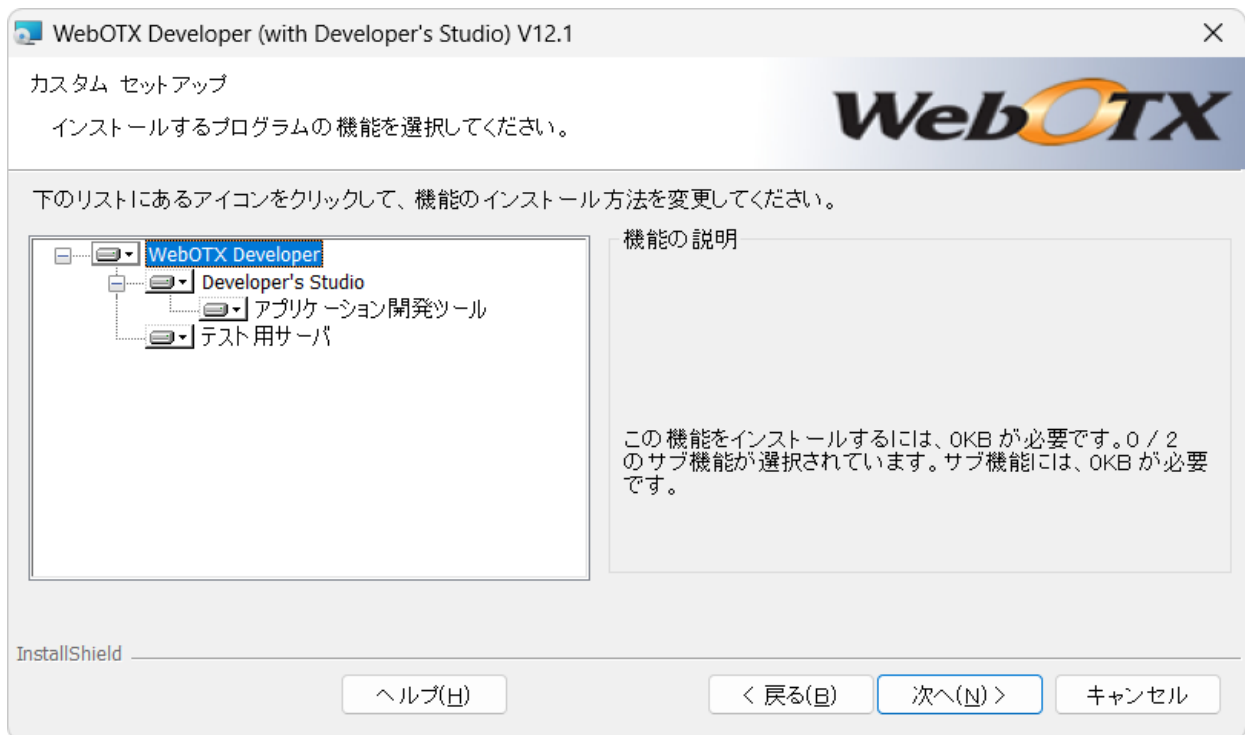 WebOTX Developer (with Developer's Studio) V12.1
カスタム セットアップ
インストールするプログラムの機能を選択してください。
WebOTX
下のリストにあるアイコンをクリックして、機能のインストール方法を変更してください。
WebOTX Developer
Developer's Studio
アプリケーション開発ツール
テスト用サーバ
機能の説明
この機能をインストールするには、0KB が必要です。0 / 2
のサブ機能が選択されています。サブ機能には、0KB が必要
です。
InstallShield
ヘルプ(H)
< 戻る(B)
次へ(N) >
キャンセル